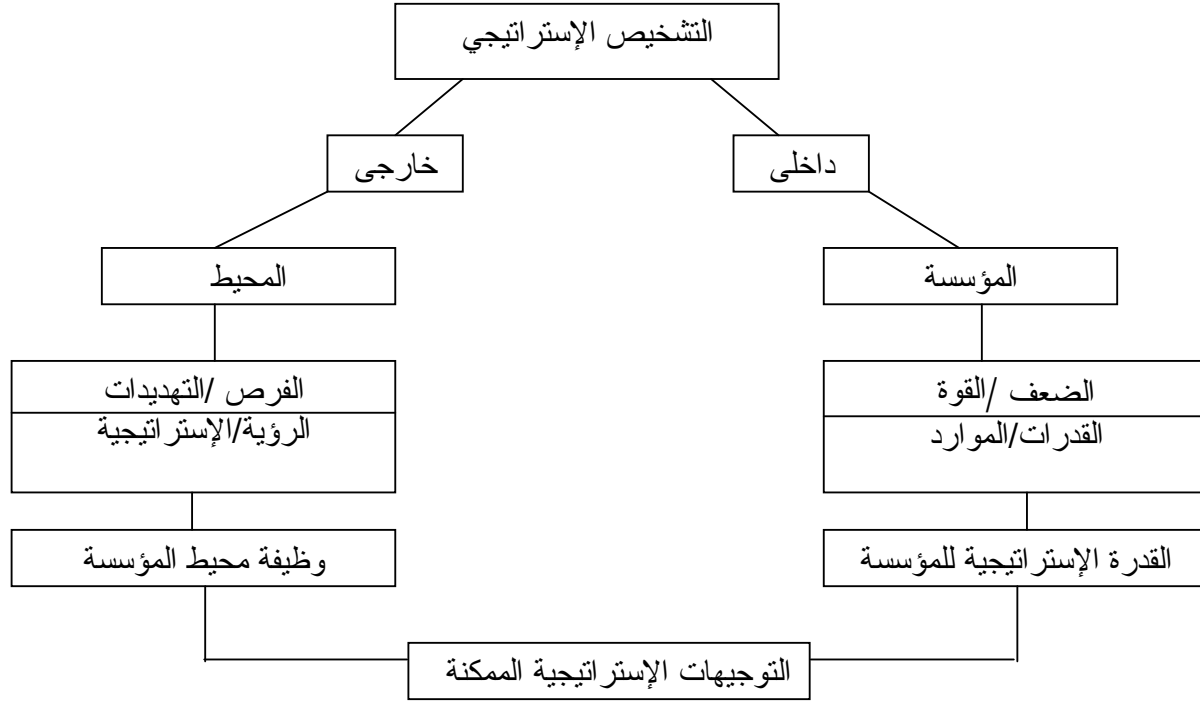 التشخيص الإستراتيجي
داخلى
خارجى
المؤسسة
المحيط
الضعف /القوة
القدرات/الموارد
الفرص /التهديدات
الرؤية/الإستراتيجية
القدرة الإستراتيجية للمؤسسة
وظيفة محيط المؤسسة
التوجيهات الإستراتيجية الممكنة